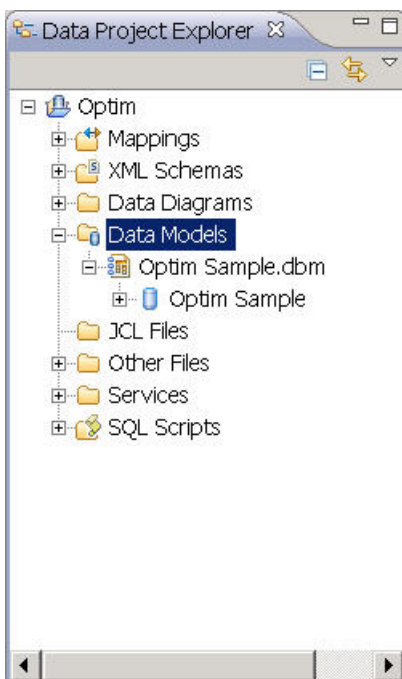 Data Project Explorer
Optim
Mappings
XML Schemas
Data Diagrams
Data Models
Optim Sample.dbm
Optim Sample
JCL Files
Other Files
Services
SQL Scripts